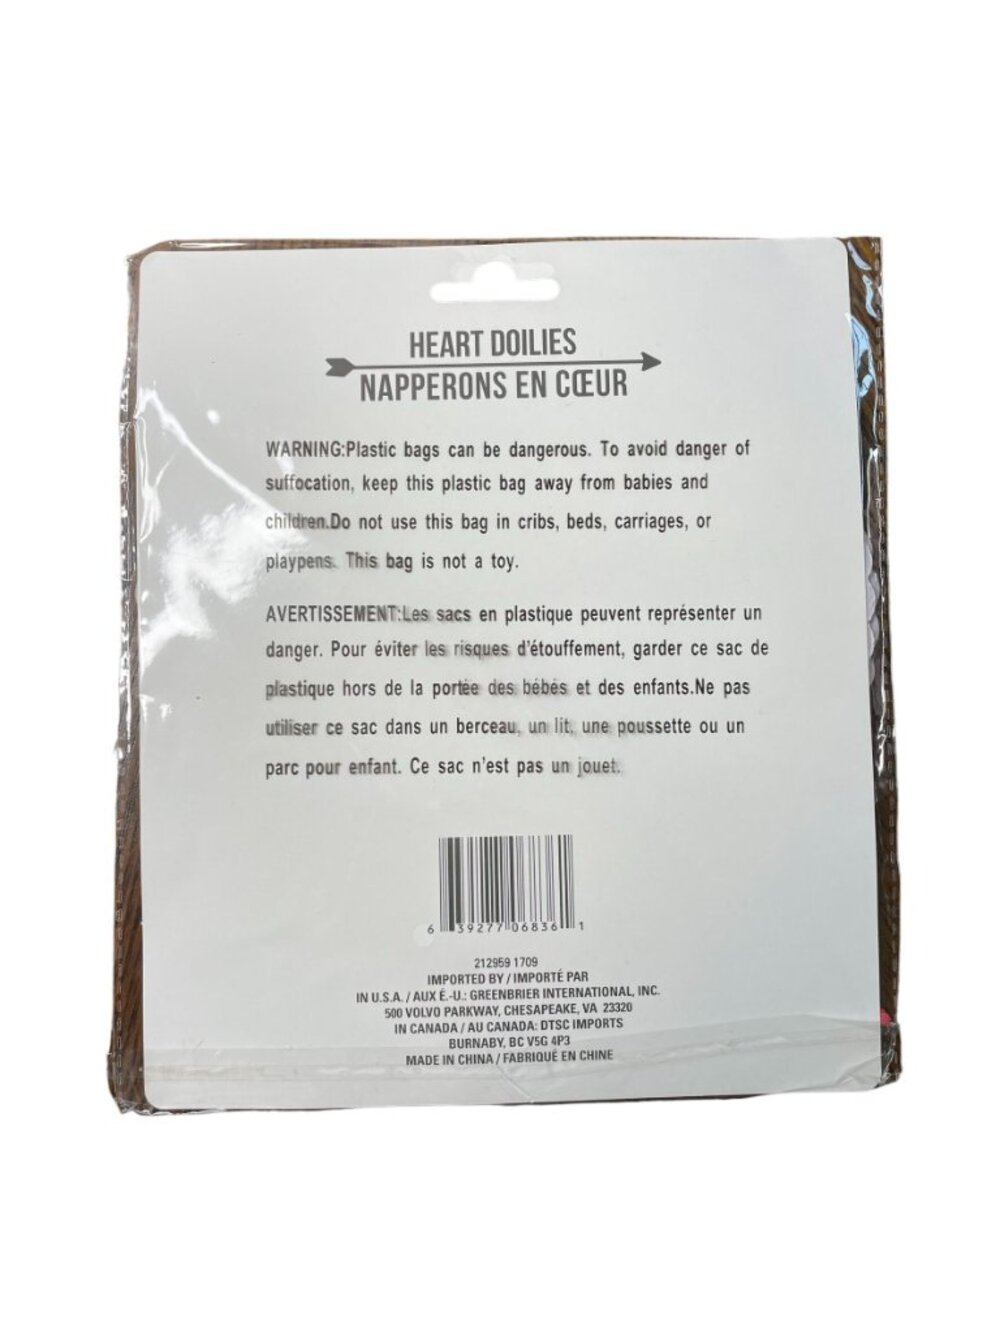 HEART DOILIES
NAPPERONS EN CŒUR
WARNING:Plastic bags can be dangerous. To avoid danger of
suffocation, keep this plastic bag away from babies and
children.Do not use this bag in cribs, beds, carriages, or
playpens. This bag is not a toy.
AVERTISSEMENT:Les sacs en plastique peuvent représenter un
danger. Pour éviter les risques d'étouffement, garder ce sac de
plastique hors de la portée des bébés et des enfants.Ne pas
utiliser ce sac dans un berceau, un lit, une poussette ou un
parc pour enfant. Ce sac n'est pas un jouet.
6 39277 06836 1
212959 1709
IMPORTED BY / IMPORTÉ PAR
IN U.S.A. / AUX É.-U.: GREENBRIER INTERNATIONAL, INC.
500 VOLVO PARKWAY, CHESAPEAKE, VA 23320
IN CANADA / AU CANADA: DTSC IMPORTS
BURNABY, BC V5G 4P3
MADE IN CHINA / FABRIQUÉ EN CHINE